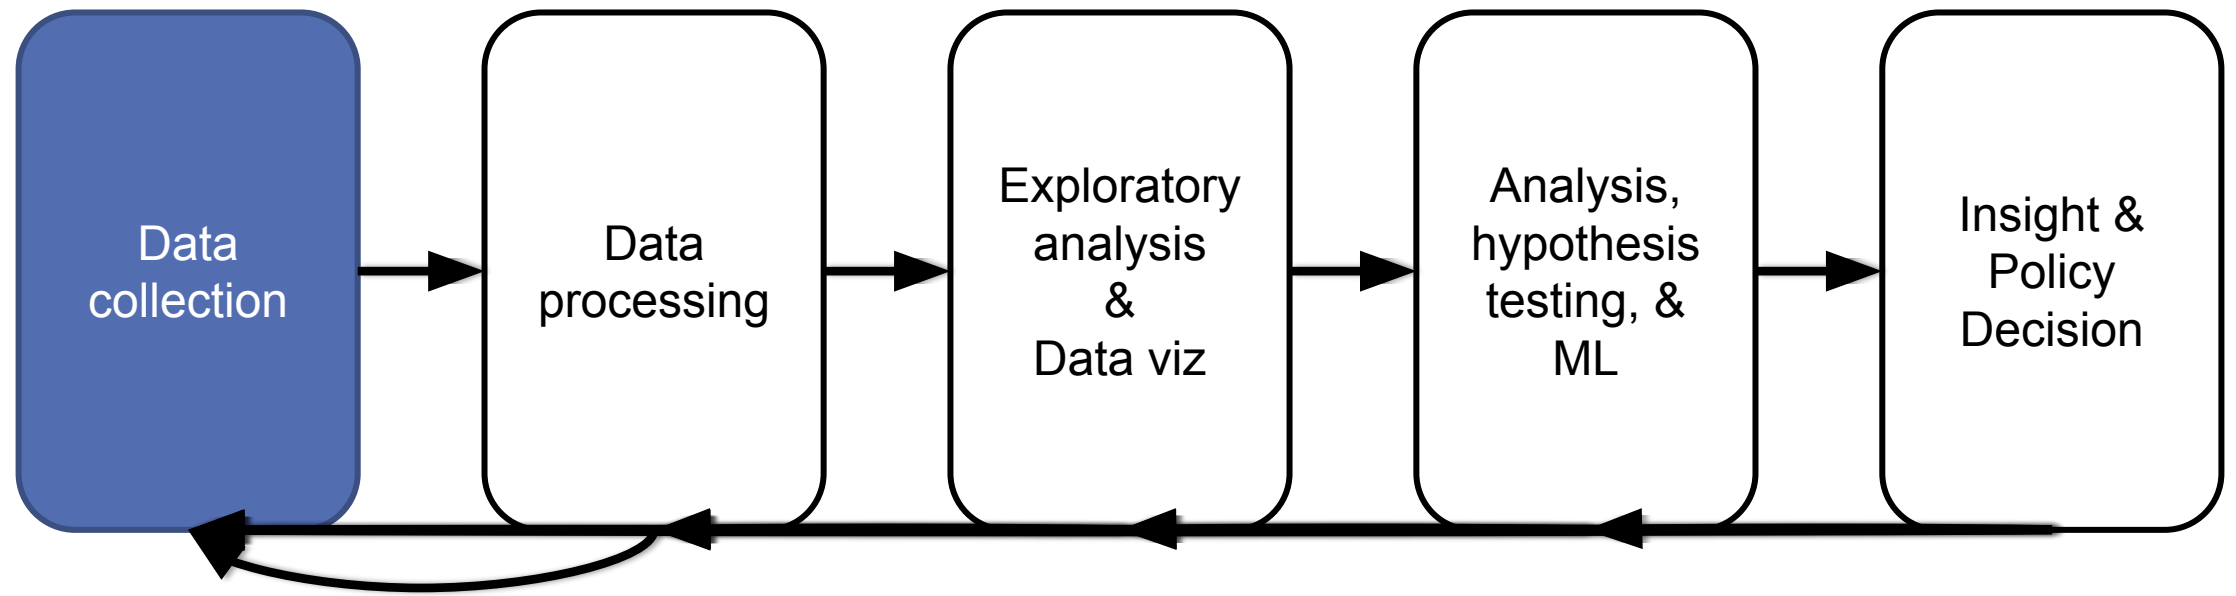 Data
collection
Data
processing
Exploratory
analysis
&
Data viz
Analysis,
hypothesis
testing, &
ML
Insight &
Policy
Decision